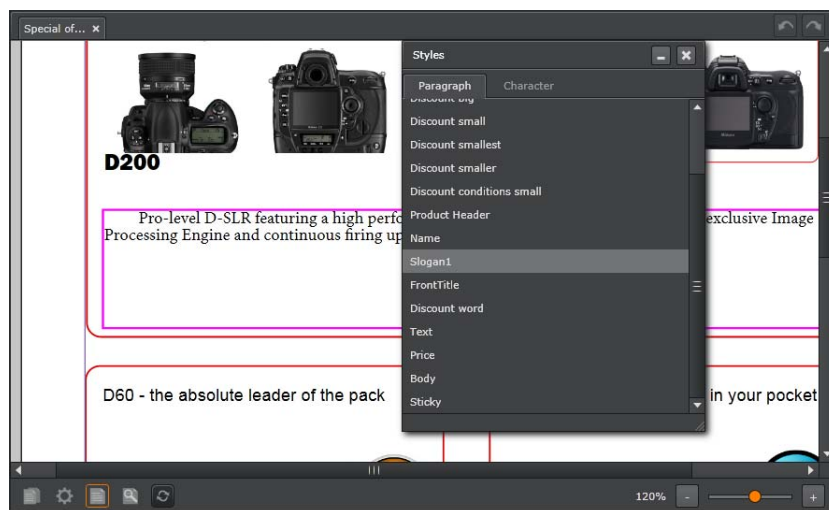 Special of...
Styles
Paragraph Character
Discount big
Discount small
Discount smallest
Discount smaller
Discount conditions small
Product Header
Name
Slogan1
FrontTitle
Discount word
Text
Price
Body
Sticky
D200
Pro-level D-SLR featuring a high perfo
exclusive Image
Processing Engine and continuous firing up
D60 - the absolute leader of the pack
in your pocket
120%